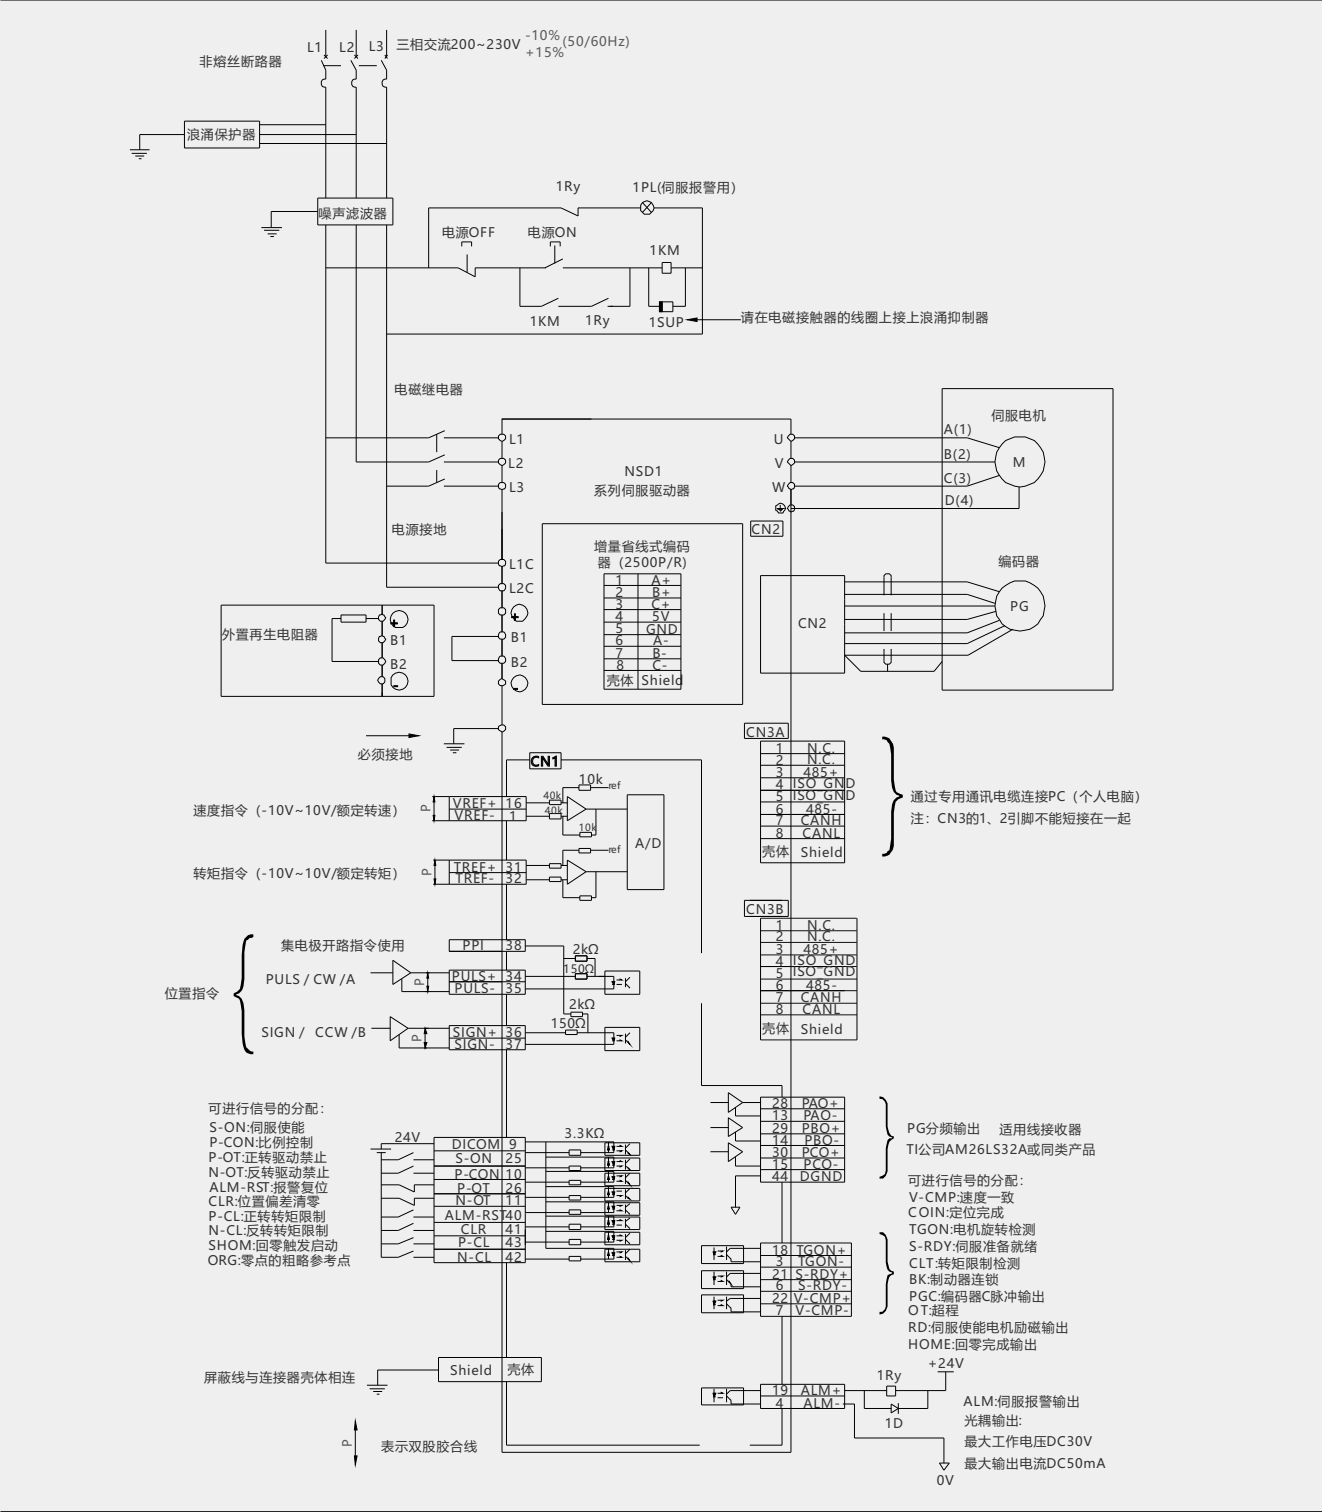 L1 L2 L3 三相交流200~230V -10% +15% (50/60Hz)
非熔丝断路器
浪涌保护器
噪声滤波器
1Ry 1PL(伺服报警用)
电源OFF 电源ON
1KM
1KM 1Ry 1SUP 请在电磁接触器的线圈上接上浪涌抑制器
电磁继电器
L1
L2
L3
电源接地
L1C
L2C
+
B1
B2
-
外置再生电阻器
+
B1
B2
-
必须接地
NSD1
系列伺服驱动器
U
V
W
CN2
伺服电机
A(1)
B(2)
C(3)
D(4)
M
编码器
PG
CN2
增量省线式编码
器（2500P/R)
1 A+
2 B+
3 C+
4 5V
5 GND
6 A-
7 B-
8 C-
壳体 Shield
CN3A
1 N.C.
2 N.C.
3 485+
4 ISO_GND
5 ISO_GND
6 485-
7 CANH
8 CANL
壳体 Shield
通过专用通讯电缆连接PC（个人电脑）
注：CN3的1、2引脚不能短接在一起
CN3B
1 N.C.
2 N.C.
3 485+
4 ISO_GND
5 ISO_GND
6 485-
7 CANH
8 CANL
壳体 Shield
CN1
速度指令（-10V~10V/额定转速）
P
VREF+ 16
VREF- 1
40k
40k
10k
ref
10k
A/D
转矩指令（-10V~10V/额定转矩）
P
TREF+ 31
TREF- 32
ref
位置指令
集电极开路指令使用
PPI 38
2kΩ
PULS / CW /A
P
PULS+ 34
PULS- 35
150Ω
2kΩ
SIGN / CCW /B
P
SIGN+ 36
SIGN- 37
150Ω
可进行信号的分配：
S-ON:伺服使能
P-CON:比例控制
P-OT:正转驱动禁止
N-OT:反转驱动禁止
ALM-RST:报警复位
CLR:位置偏差清零
P-CL:正转转矩限制
N-CL:反转转矩限制
SHOM:回零触发启动
ORG:零点的粗略参考点
24V
3.3KΩ
DICOM 9
S-ON 25
P-CON 10
P-OT 26
N-OT 11
ALM-RST 40
CLR 41
P-CL 43
N-CL 42
屏蔽线与连接器壳体相连
Shield 壳体
P
表示双股胶合线
28 PAO+
13 PAO-
29 PBO+
14 PBO-
30 PCO+
15 PCO-
44 DGND
PG分频输出 适用线接收器
TI公司AM26LS32A或同类产品
可进行信号的分配：
V-CMP:速度一致
COIN:定位完成
TGON:电机旋转检测
S-RDY:伺服准备就绪
CLT:转矩限制检测
BK:制动器连锁
PGC:编码器C脉冲输出
OT:超程
RD:伺服使能电机励磁输出
HOME:回零完成输出
18 TGON+
3 TGON-
21 S-RDY+
6 S-RDY-
22 V-CMP+
7 V-CMP-
19 ALM+
4 ALM-
+24V
1Ry
1D
0V
ALM:伺服报警输出
光耦输出:
最大工作电压DC30V
最大输出电流DC50mA